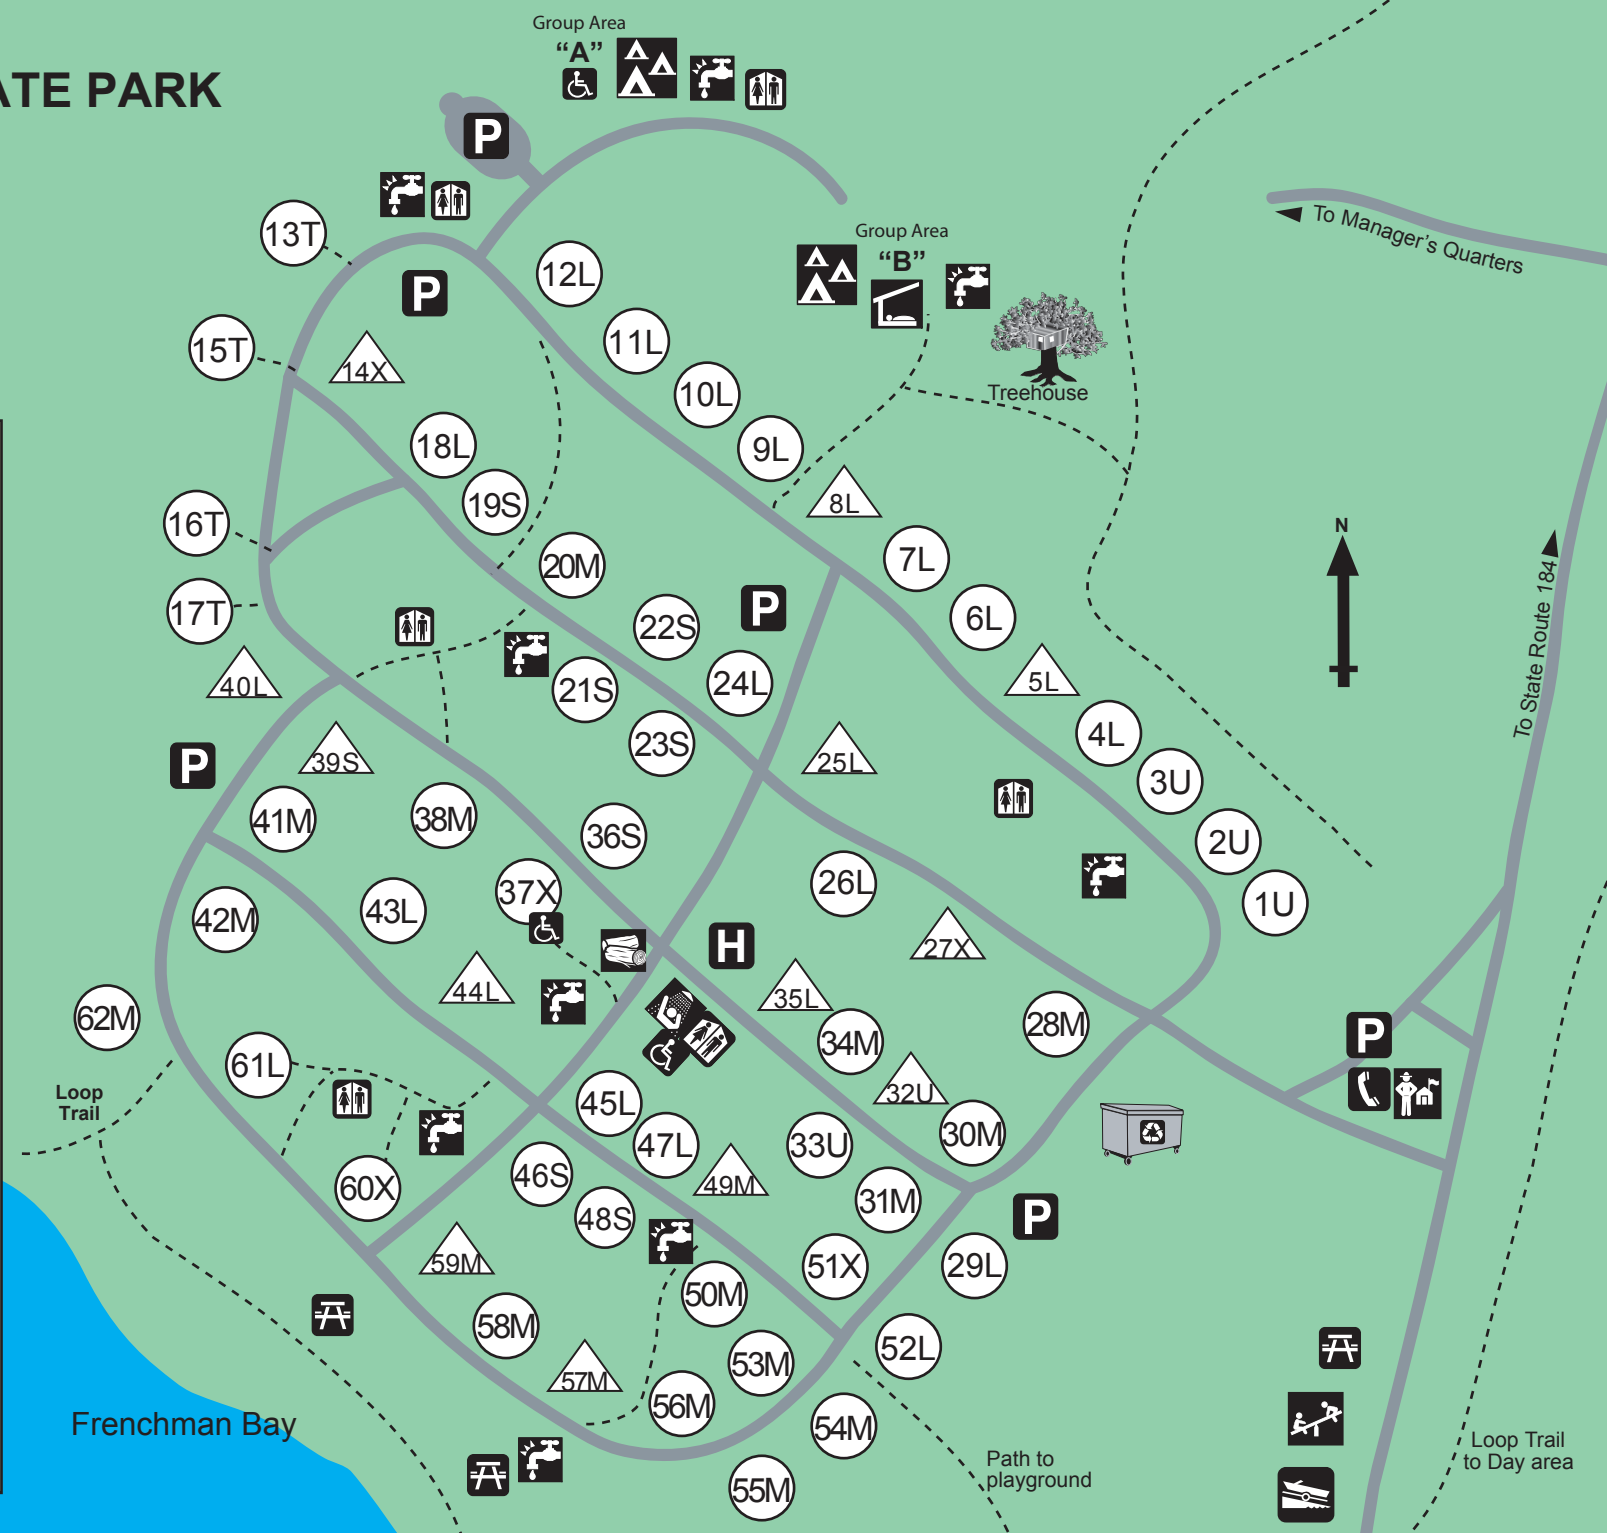 Group Area
“A”
ATE PARK
P
13T
12L
Group Area
“B”
To Manager's Quarters
P
11L
15T
14X
10L
Treehouse
18L
9L
19S
8L
16T
N
20M
7L
17T
P
6L
22S
To State Route 184
40L
21S
24L
5L
23S
4L
39S
25L
P
3U
41M
38M
36S
2U
26L
37X
1U
43L
42M
27X
H
44L
35L
62M
28M
34M
P
61L
Loop
Trail
32U
45L
30M
47L
33U
46S
60X
49M
31M
48S
P
59M
51X
29L
50M
58M
52L
53M
57M
56M
Frenchman Bay
54M
Loop Trail
to Day area
Path to
playground
55M